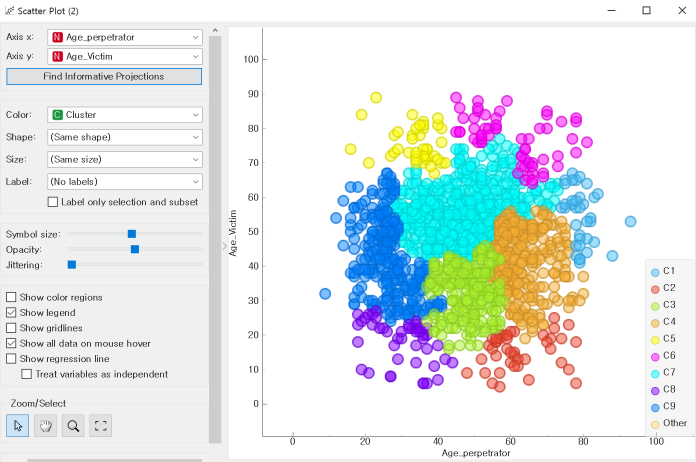 Scatter Plot (2)
Axis x: N Age_perpetrator
Axis y: N Age_Victim
Find Informative Projections
Color: C Cluster
Shape: (Same shape)
Size: (Same size)
Label: (No labels)
Label only selection and subset
Symbol size:
Opacity:
Jittering:
Show color regions
Show legend
Show gridlines
Show all data on mouse hover
Show regression line
Treat variables as independent
Zoom/Select
Age_Victim
100
90
80
70
60
50
40
30
20
10
0
0 20 40 60 80 100
Age_perpetrator
C1
C2
C3
C4
C5
C6
C7
C8
C9
Other